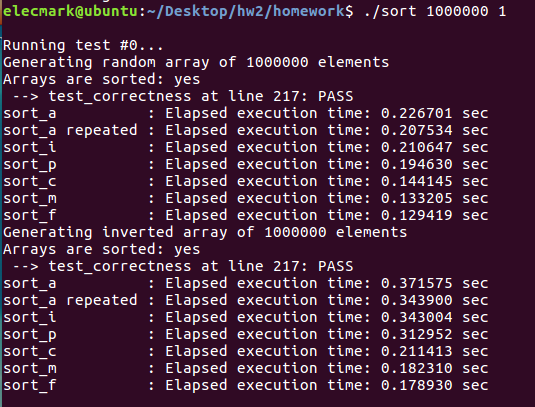 elecmark@ubuntu:~/Desktop/hw2/homework$ ./sort 1000000 1
Running test #0...
Generating random array of 1000000 elements
Arrays are sorted: yes
 --> test_correctness at line 217: PASS
sort_a          : Elapsed execution time: 0.226701 sec
sort_a repeated : Elapsed execution time: 0.207534 sec
sort_i          : Elapsed execution time: 0.210647 sec
sort_p          : Elapsed execution time: 0.194630 sec
sort_c          : Elapsed execution time: 0.144145 sec
sort_m          : Elapsed execution time: 0.133205 sec
sort_f          : Elapsed execution time: 0.129419 sec
Generating inverted array of 1000000 elements
Arrays are sorted: yes
 --> test_correctness at line 217: PASS
sort_a          : Elapsed execution time: 0.371575 sec
sort_a repeated : Elapsed execution time: 0.343900 sec
sort_i          : Elapsed execution time: 0.343004 sec
sort_p          : Elapsed execution time: 0.312952 sec
sort_c          : Elapsed execution time: 0.211413 sec
sort_m          : Elapsed execution time: 0.182310 sec
sort_f          : Elapsed execution time: 0.178930 sec